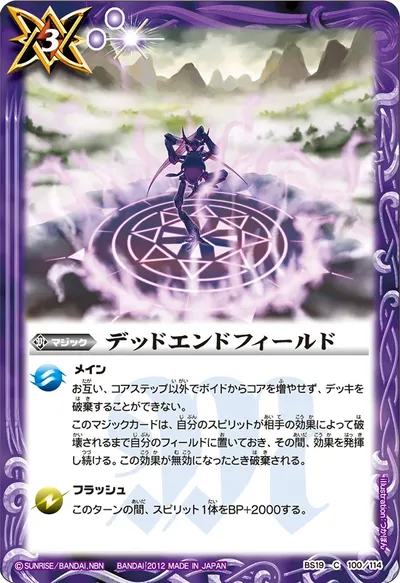 3
マジック デッドエンドフィールド
メイン
お互い、コアステップ以外でボイドからコアを増やせず、デッキを
破棄することができない。
このマジックカードは、自分のスピリットが相手の効果によって破
壊されるまで自分のフィールドに置いておき、その間、効果を発揮
し続ける。この効果が無効になったとき破棄される。
フラッシュ
このターンの間、スピリット1体をBP+2000する。
Illustration つかぽん
BS19 C 100/114
©SUNRISE/BANDAI,NBN BANDAI 2012 MADE IN JAPAN